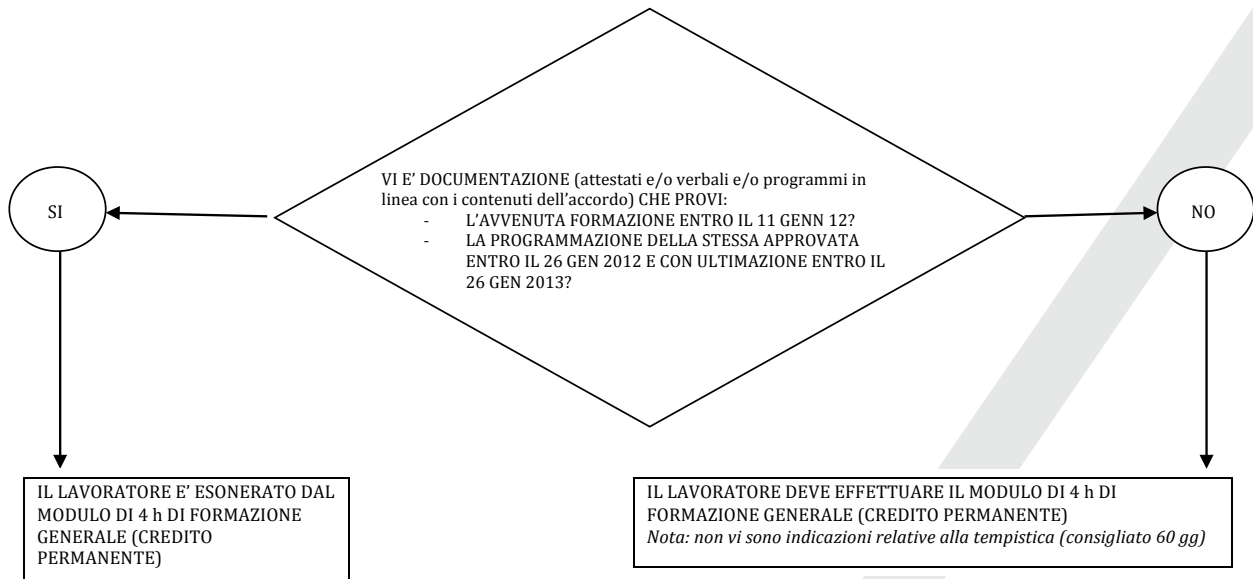 VI E' DOCUMENTAZIONE (attestati e/o verbali e/o programmi in
linea con i contenuti dell'accordo) CHE PROVI:
- L'AVVENUTA FORMAZIONE ENTRO IL 11 GENN 12?
- LA PROGRAMMAZIONE DELLA STESSA APPROVATA
ENTRO IL 26 GEN 2012 E CON ULTIMAZIONE ENTRO IL
26 GEN 2013?
SI
NO
IL LAVORATORE E' ESONERATO DAL
MODULO DI 4 h DI FORMAZIONE
GENERALE (CREDITO
PERMANENTE)
IL LAVORATORE DEVE EFFETTUARE IL MODULO DI 4 h DI
FORMAZIONE GENERALE (CREDITO PERMANENTE)
Nota: non vi sono indicazioni relative alla tempistica (consigliato 60 gg)